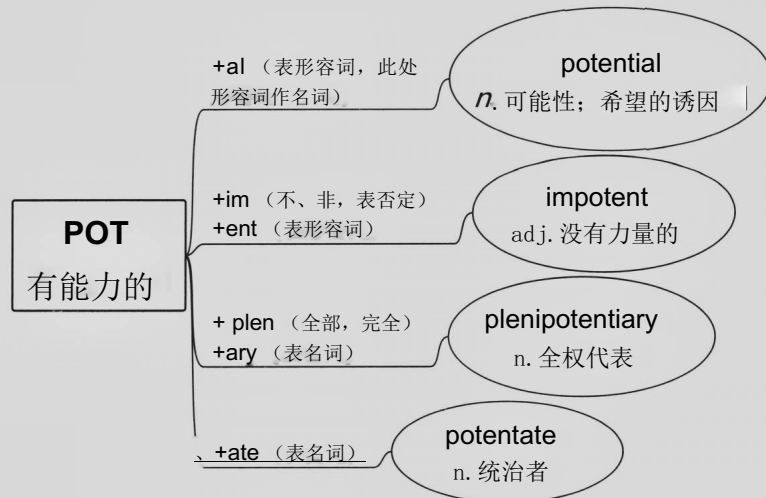 POT
有能力的
+al （表形容词，此处
形容词作名词）
potential
n. 可能性；希望的诱因
+im （不、非，表否定）
+ent （表形容词）
impotent
adj. 没有力量的
+ plen （全部，完全）
+ary （表名词）
plenipotentiary
n. 全权代表
、+ate （表名词）
potentate
n. 统治者